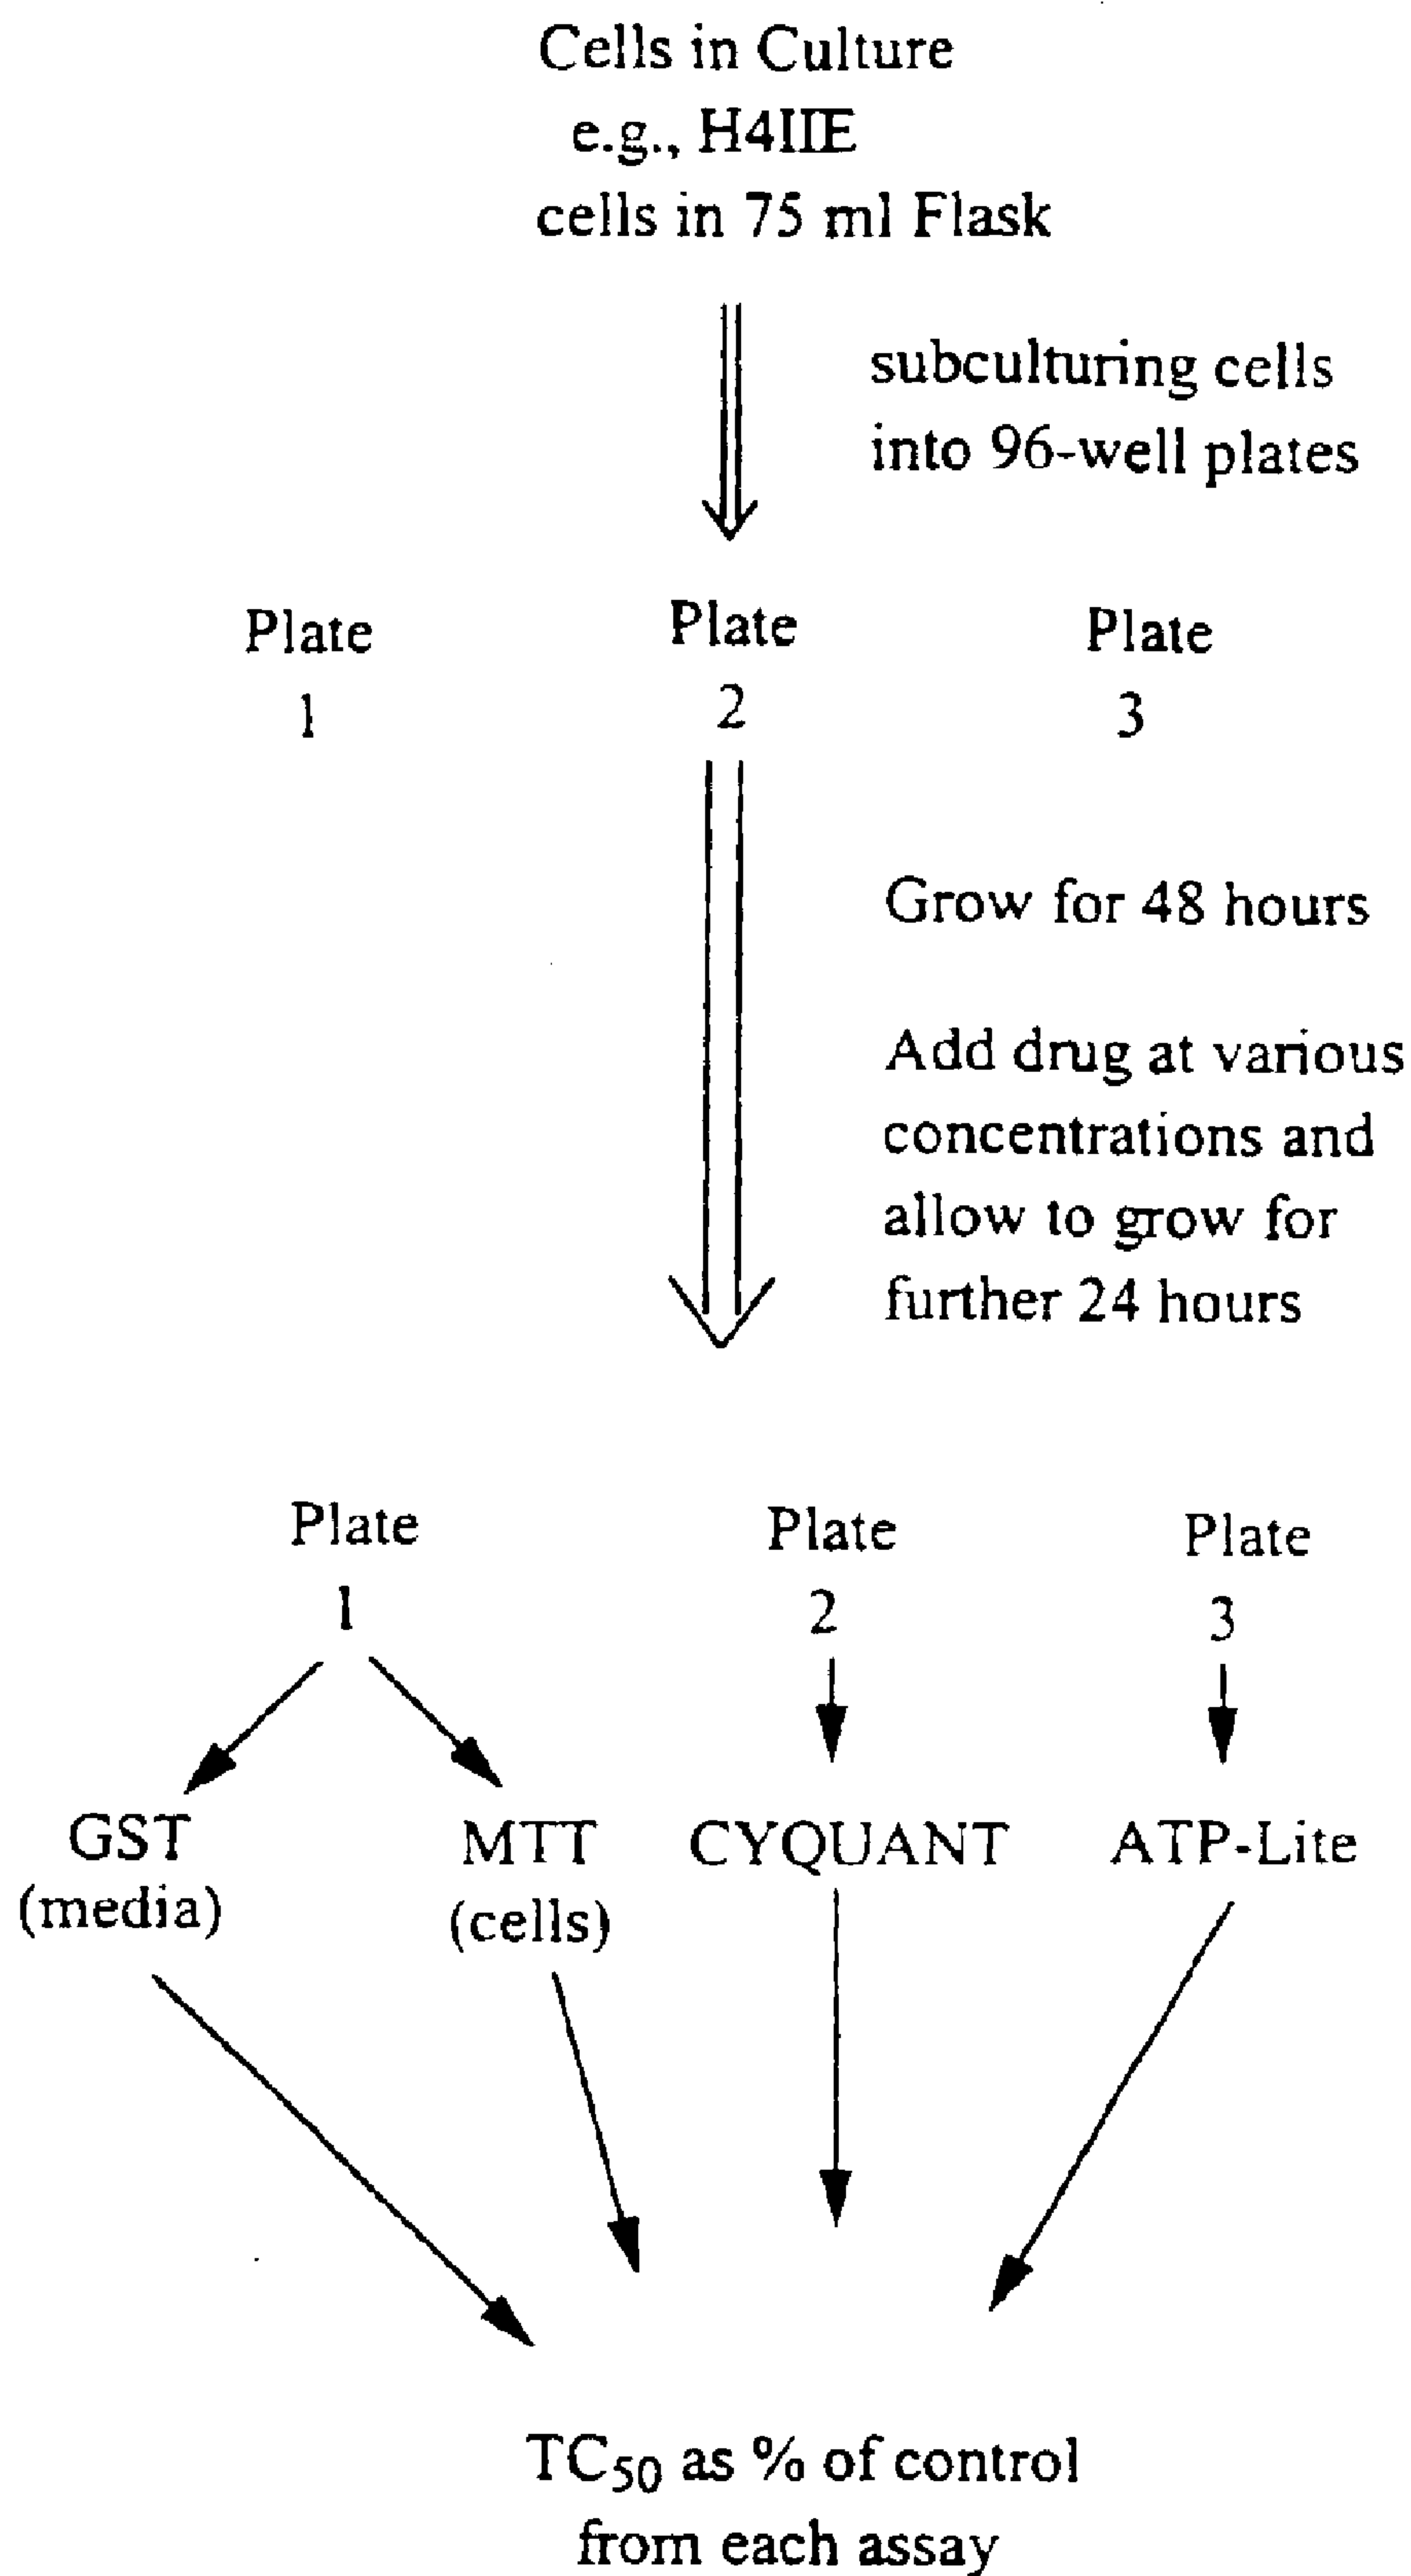 Cells in Culture
e.g., H4IIE
cells in 75 ml Flask
subculturing cells
into 96-well plates
Plate Plate Plate
1 2 3
Grow for 48 hours
Add drug at various
concentrations and
allow to grow for
further 24 hours
Plate Plate Plate
1 2 3
GST MTT CYQUANT ATP-Lite
(media) (cells)
TC50 as % of control
from each assay